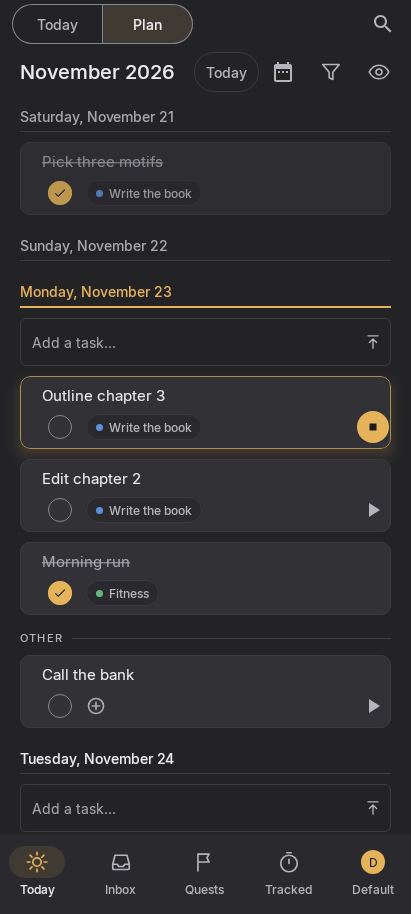 Today Plan
November 2026 Today
Saturday, November 21
Pick three motifs
Write the book
Sunday, November 22
Monday, November 23
Add a task...
Outline chapter 3
Write the book
Edit chapter 2
Write the book
Morning run
Fitness
OTHER
Call the bank
Tuesday, November 24
Add a task...
D
Today Inbox Quests Tracked Default